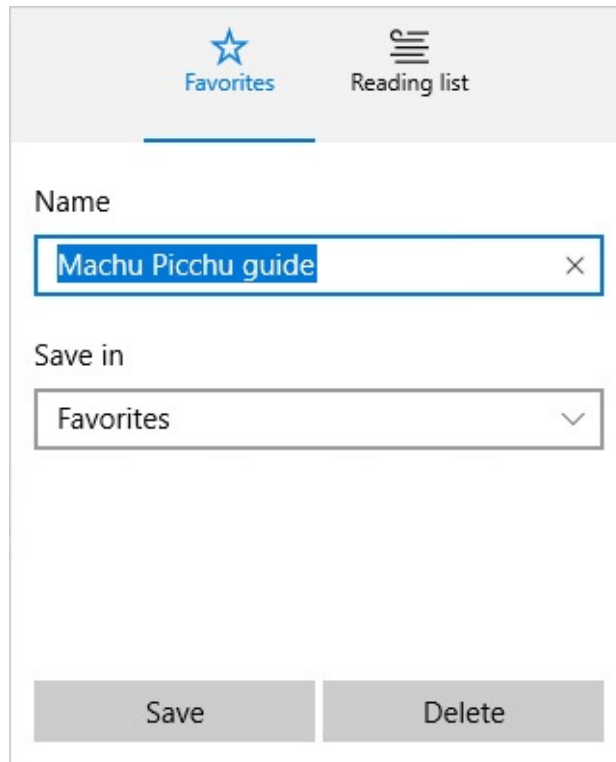 Favorites Reading list
Name
Machu Picchu guide
Save in
Favorites
Save Delete